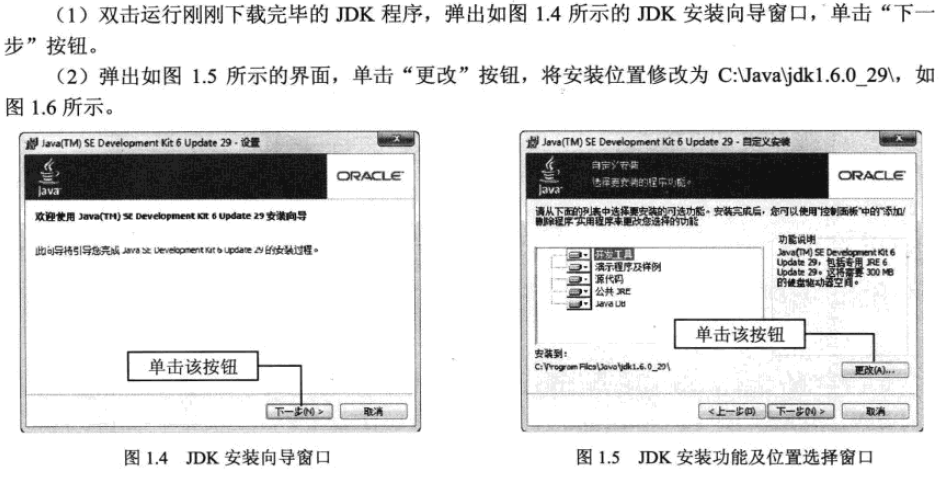 （1）双击运行刚刚下载完毕的 JDK 程序，弹出如图 1.4 所示的 JDK 安装向导窗口，单击“下一
步”按钮。
（2）弹出如图 1.5 所示的界面，单击“更改”按钮，将安装位置修改为 C:\Java\jdk1.6.0_29\，如
图 1.6 所示。
Java(TM) SE Development Kit 6 Update 29 - 设置
Java
ORACLE
欢迎使用 Java(TM) SE Development Kit 6 Update 29 安装向导
此向导将引导您完成 Java SE Development Kit 6 Update 29 的安装过程。
单击该按钮
下一步(N) >
取消
图 1.4 JDK 安装向导窗口
Java(TM) SE Development Kit 6 Update 29 - 自定义安装
Java
自定义安装
选择要安装的程序功能。
ORACLE
请从下面的列表中选择要安装的可选功能。安装完成后，您可以使用“控制面板”中的“添加/
删除程序”实用程序来更改您选择的功能
开发工具
演示程序及样例
源代码
公共 JRE
Java DB
功能说明
Java(TM) SE Development Kit 6
Update 29，包括专用 JRE 6
Update 29。这将需要 300 MB
的硬盘驱动器空间。
单击该按钮
安装到：
C:\Program Files\Java\jdk1.6.0_29\
更改(A)...
<上一步(B)
下一步(N) >
取消
图 1.5 JDK 安装功能及位置选择窗口